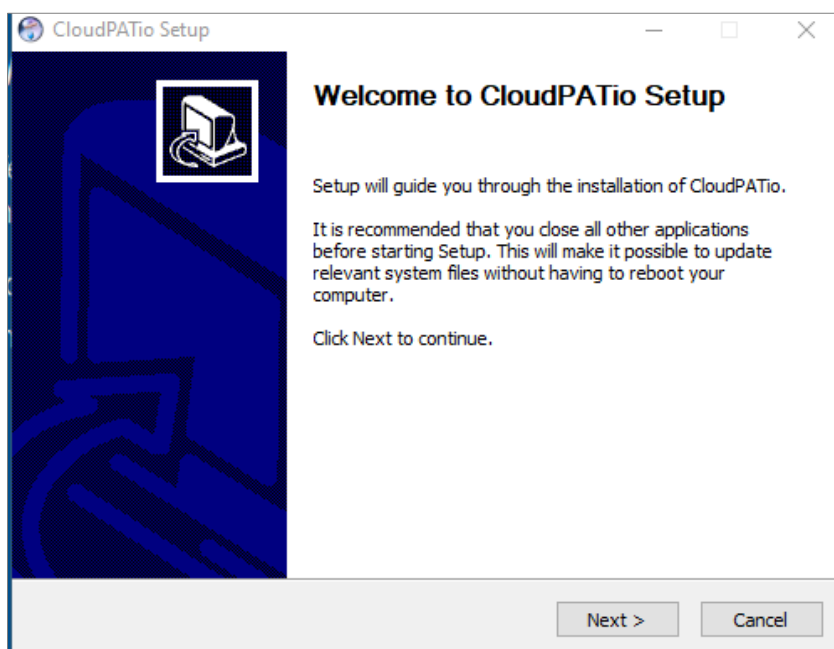 CloudPATio Setup
Welcome to CloudPATio Setup
Setup will guide you through the installation of CloudPATio.
It is recommended that you close all other applications
before starting Setup. This will make it possible to update
relevant system files without having to reboot your
computer.
Click Next to continue.
Next >
Cancel